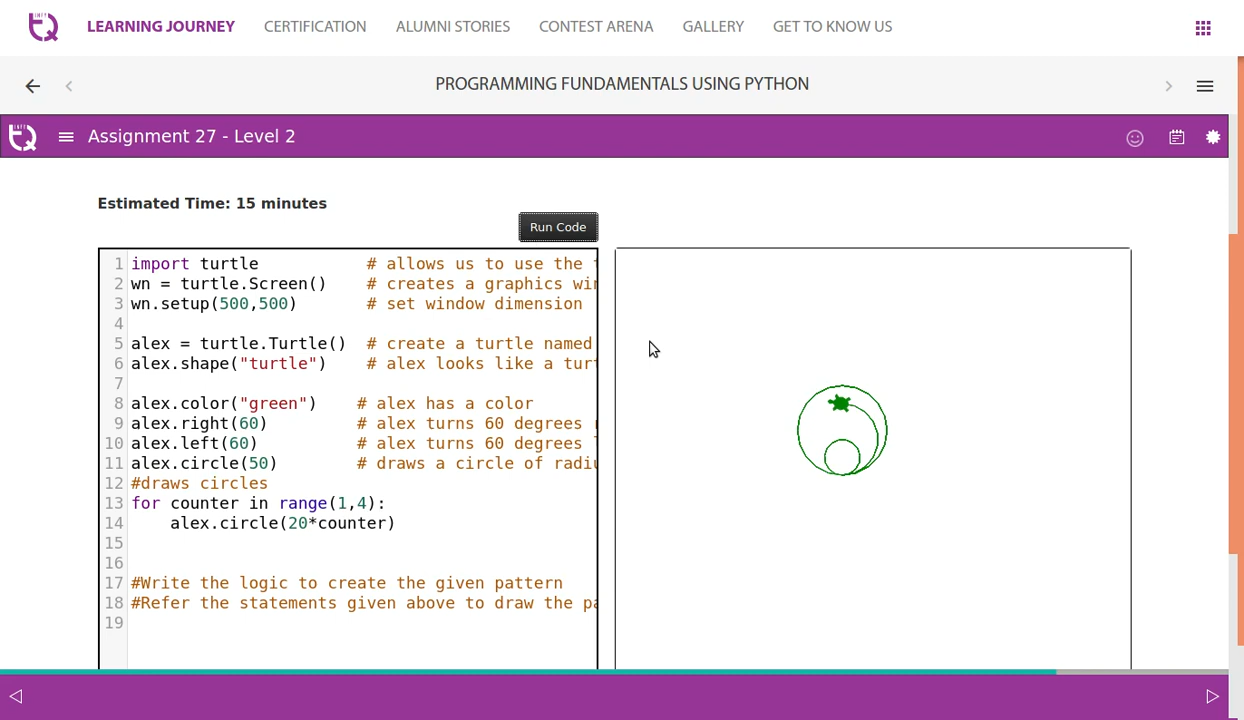 LEARNING JOURNEY CERTIFICATION ALUMNI STORIES CONTEST ARENA GALLERY GET TO KNOW US
PROGRAMMING FUNDAMENTALS USING PYTHON
Assignment 27 - Level 2
Estimated Time: 15 minutes
Run Code
1 import turtle # allows us to use the
2 wn = turtle.Screen() # creates a graphics
3 wn.setup(500,500) # set window dimension
4
5 alex = turtle.Turtle() # create a turtle named
6 alex.shape("turtle") # alex looks like a
7
8 alex.color("green") # alex has a color
9 alex.right(60) # alex turns 60 degrees
10 alex.left(60) # alex turns 60 degrees
11 alex.circle(50) # draws a circle of
12 #draws circles
13 for counter in range(1,4):
14 alex.circle(20*counter)
15
16
17 #Write the logic to create the given pattern
18 #Refer the statements given above to draw the
19